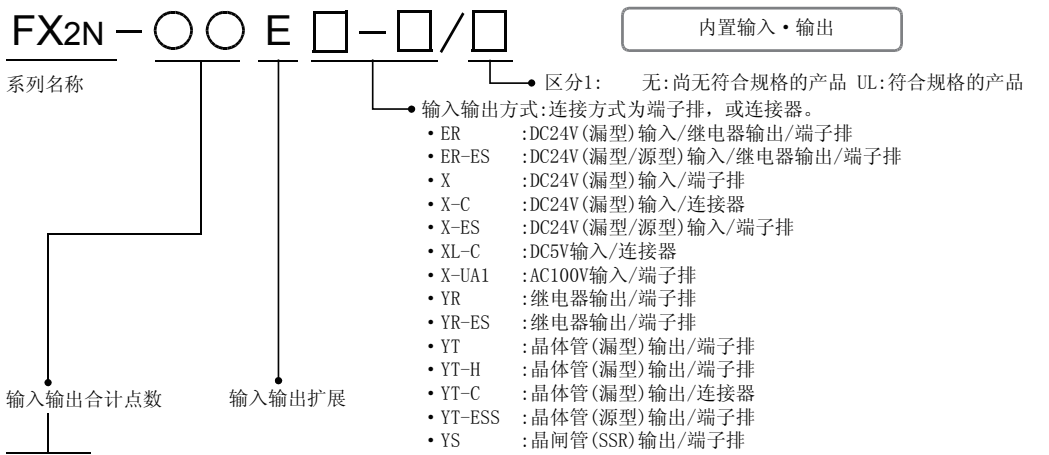 FX2N－○○ E □－□/□
内置输入・输出
系列名称
区分1: 无:尚无符合规格的产品 UL:符合规格的产品
输入输出方式:连接方式为端子排，或连接器。
・ER :DC24V(漏型)输入/继电器输出/端子排
・ER-ES :DC24V(漏型/源型)输入/继电器输出/端子排
・X :DC24V(漏型)输入/端子排
・X-C :DC24V(漏型)输入/连接器
・X-ES :DC24V(漏型/源型)输入/端子排
・XL-C :DC5V输入/连接器
・X-UA1 :AC100V输入/端子排
・YR :继电器输出/端子排
・YR-ES :继电器输出/端子排
・YT :晶体管(漏型)输出/端子排
・YT-H :晶体管(漏型)输出/端子排
・YT-C :晶体管(漏型)输出/连接器
・YT-ESS :晶体管(源型)输出/端子排
・YS :晶闸管(SSR)输出/端子排
输入输出合计点数
输入输出扩展